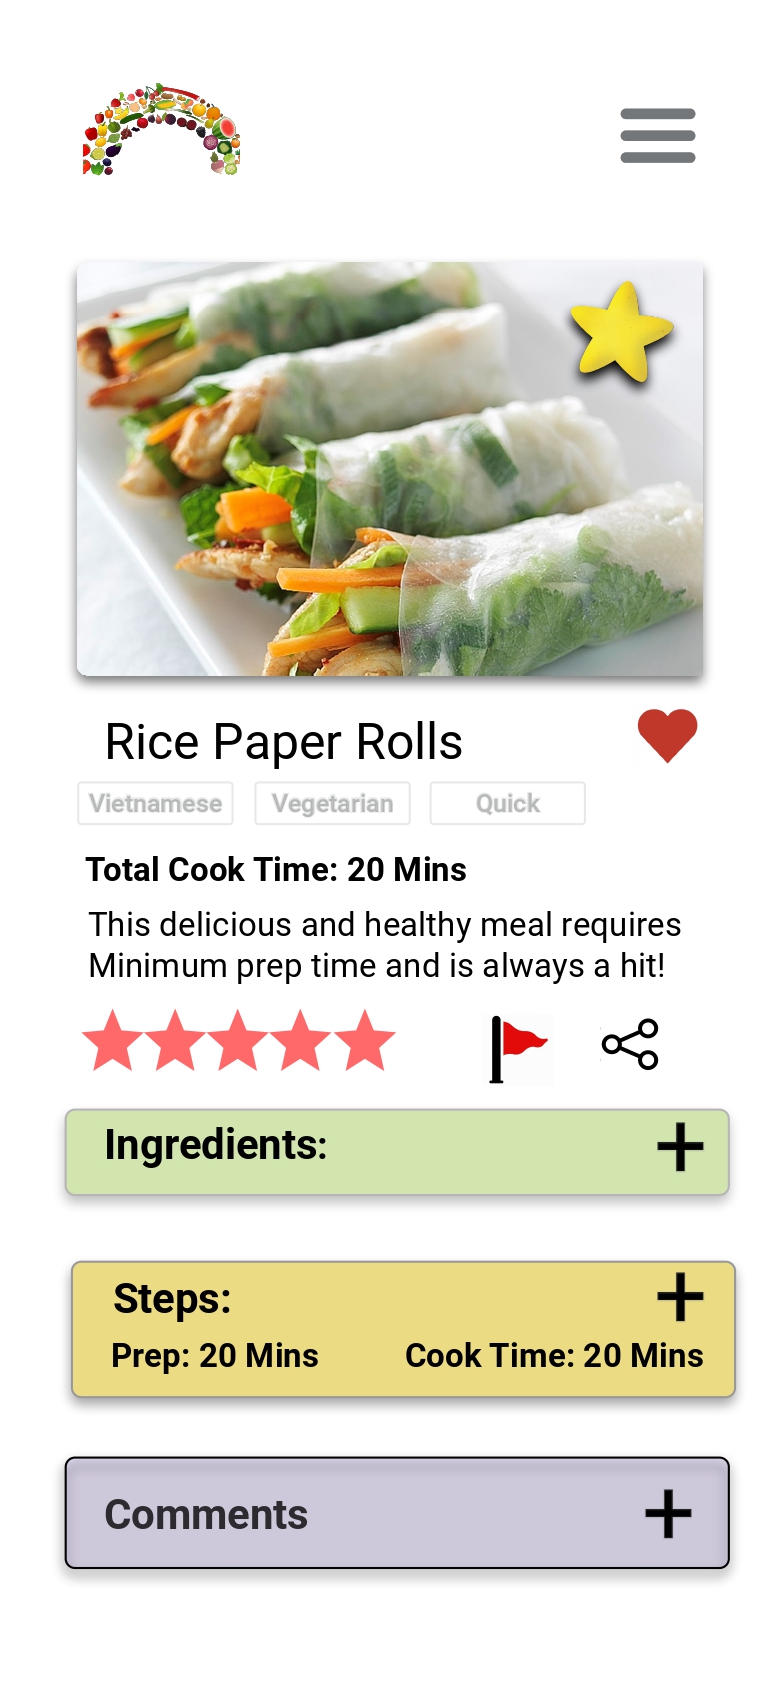 Rice Paper Rolls
Vietnamese Vegetarian Quick
Total Cook Time: 20 Mins
This delicious and healthy meal requires
Minimum prep time and is always a hit!
Ingredients:
Steps:
Prep: 20 Mins Cook Time: 20 Mins
Comments